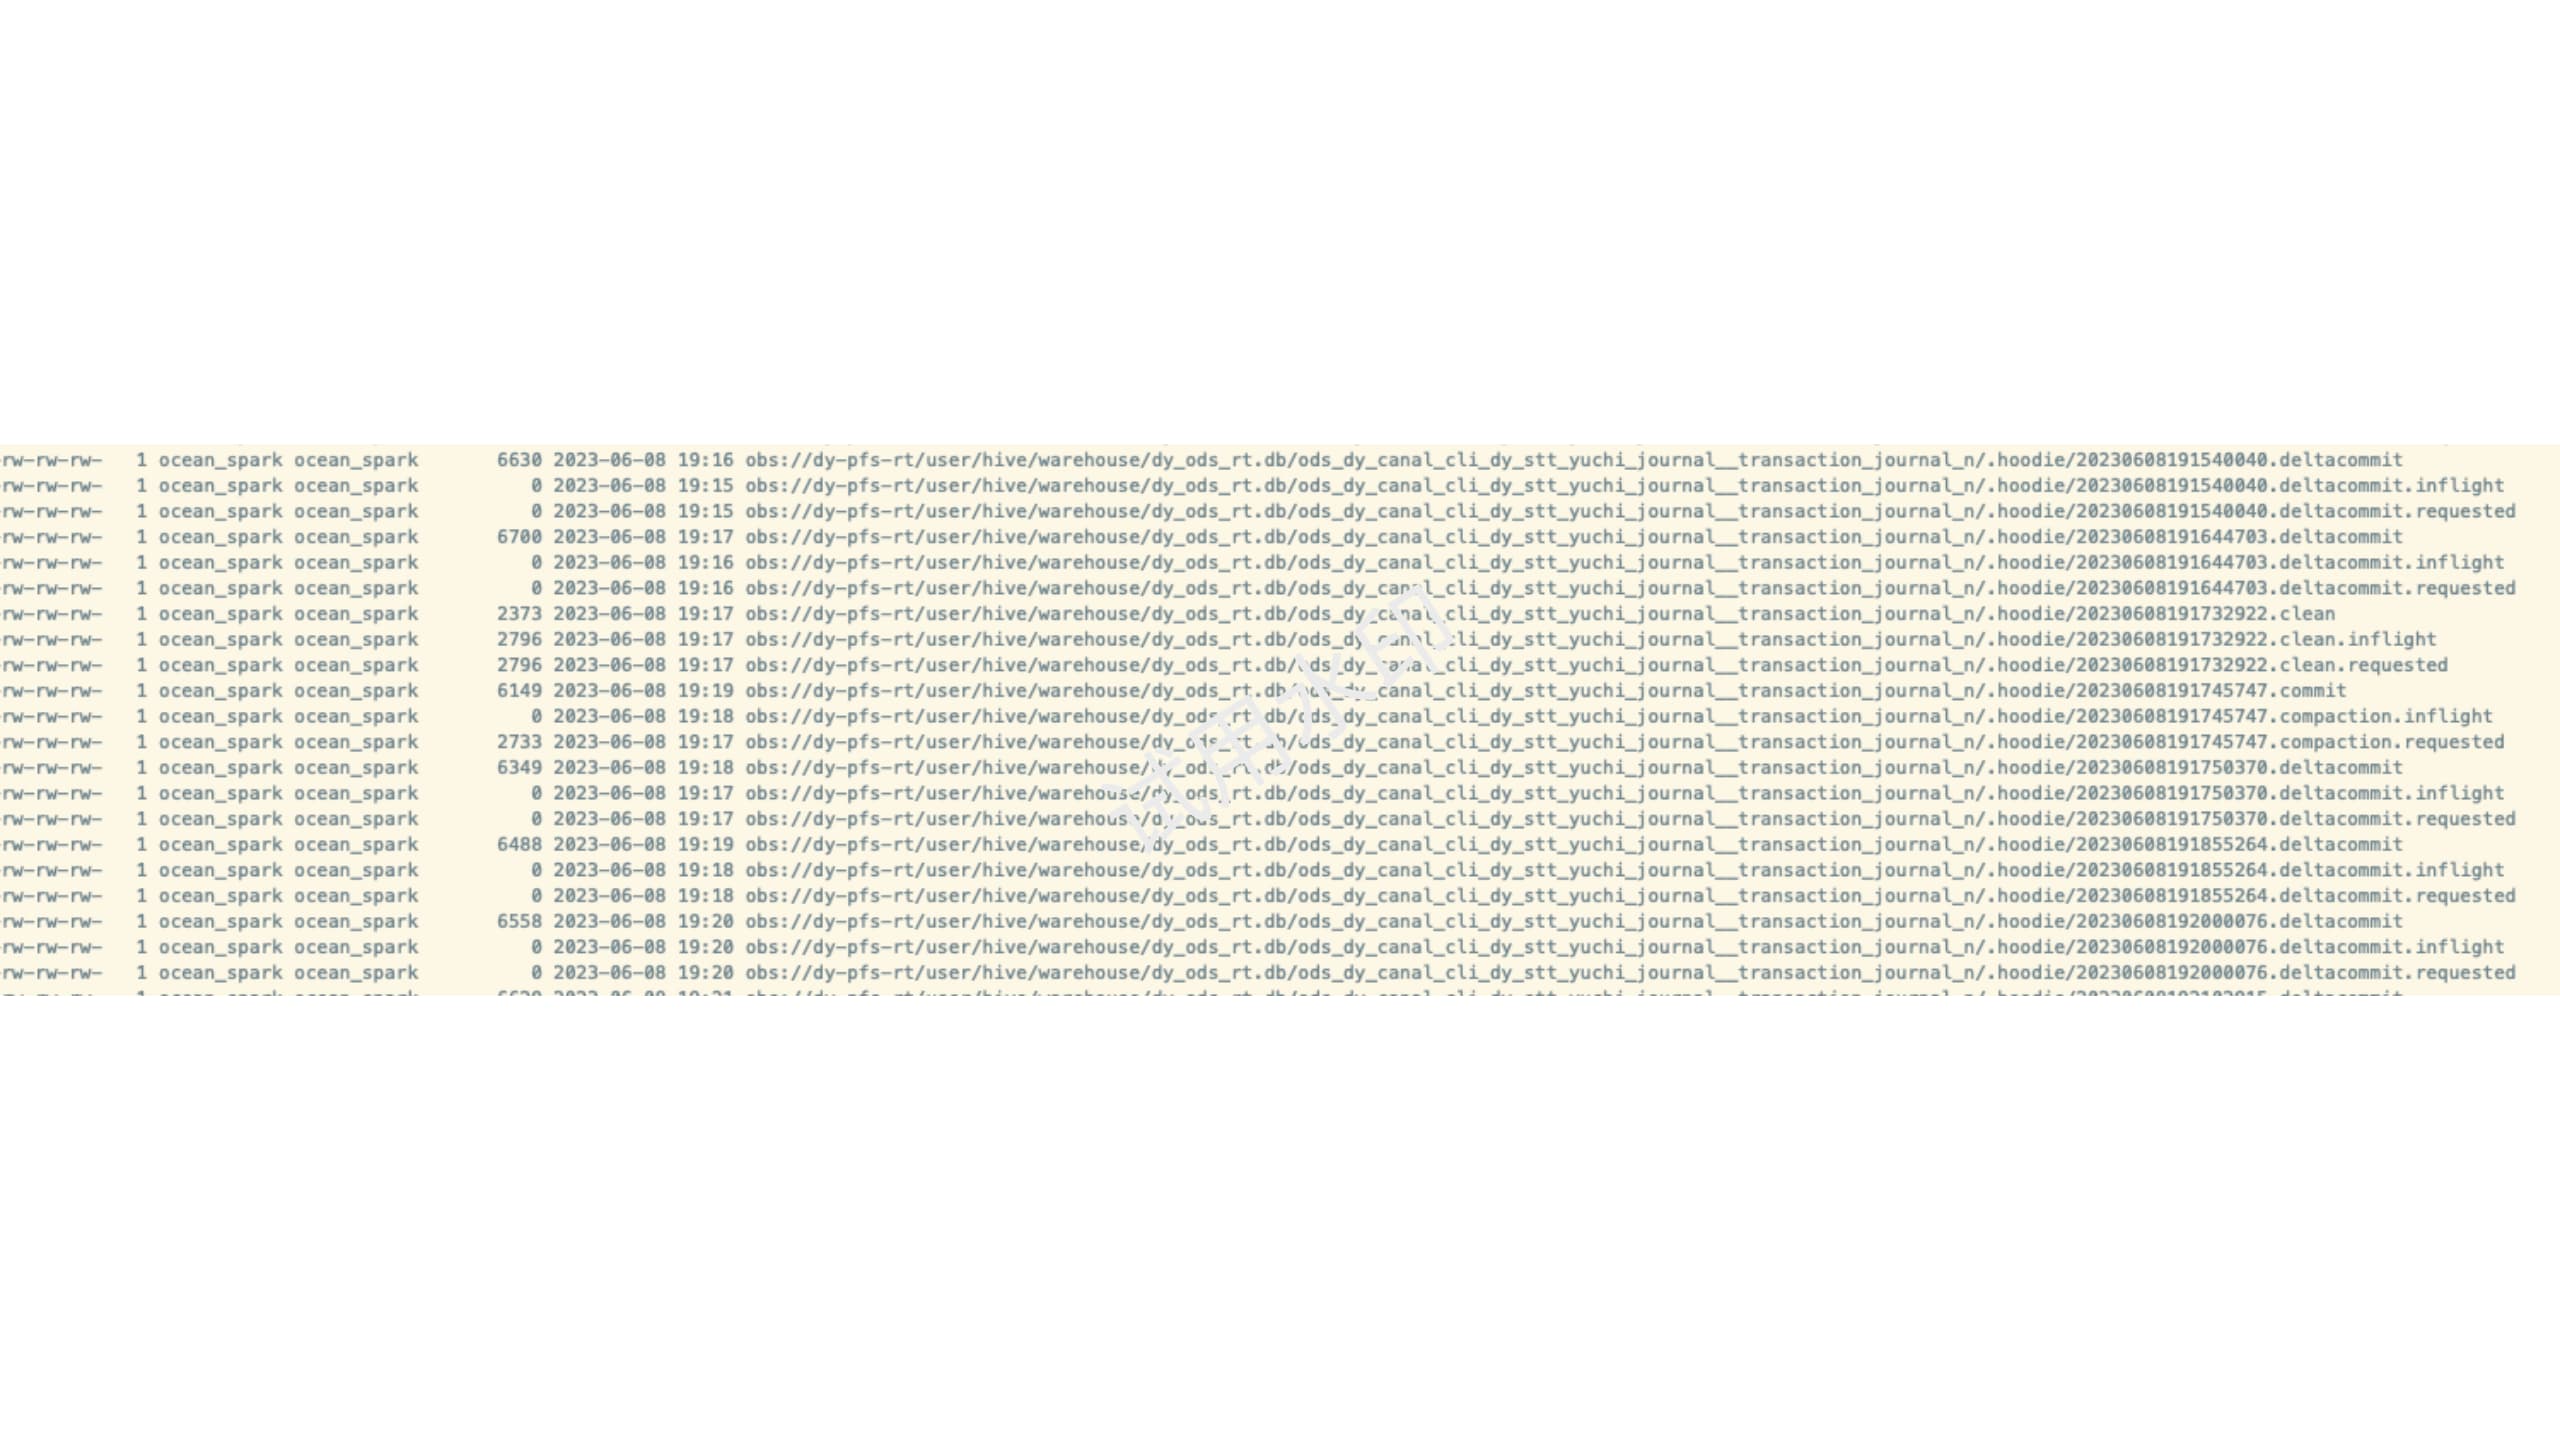 rw-rw-rw-   1 ocean_spark ocean_spark       6630 2023-06-08 19:16 obs://dy-pfs-rt/user/hive/warehouse/dy_ods_rt.db/ods_dy_canal_cli_dy_stt_yuchi_journal__transaction_journal_n/.hoodie/20230608191540040.deltacommit
rw-rw-rw-   1 ocean_spark ocean_spark          0 2023-06-08 19:15 obs://dy-pfs-rt/user/hive/warehouse/dy_ods_rt.db/ods_dy_canal_cli_dy_stt_yuchi_journal__transaction_journal_n/.hoodie/20230608191540040.deltacommit.inflight
rw-rw-rw-   1 ocean_spark ocean_spark          0 2023-06-08 19:15 obs://dy-pfs-rt/user/hive/warehouse/dy_ods_rt.db/ods_dy_canal_cli_dy_stt_yuchi_journal__transaction_journal_n/.hoodie/20230608191540040.deltacommit.requested
rw-rw-rw-   1 ocean_spark ocean_spark       6700 2023-06-08 19:17 obs://dy-pfs-rt/user/hive/warehouse/dy_ods_rt.db/ods_dy_canal_cli_dy_stt_yuchi_journal__transaction_journal_n/.hoodie/20230608191644703.deltacommit
rw-rw-rw-   1 ocean_spark ocean_spark          0 2023-06-08 19:16 obs://dy-pfs-rt/user/hive/warehouse/dy_ods_rt.db/ods_dy_canal_cli_dy_stt_yuchi_journal__transaction_journal_n/.hoodie/20230608191644703.deltacommit.inflight
rw-rw-rw-   1 ocean_spark ocean_spark          0 2023-06-08 19:16 obs://dy-pfs-rt/user/hive/warehouse/dy_ods_rt.db/ods_dy_canal_cli_dy_stt_yuchi_journal__transaction_journal_n/.hoodie/20230608191644703.deltacommit.requested
rw-rw-rw-   1 ocean_spark ocean_spark       2373 2023-06-08 19:17 obs://dy-pfs-rt/user/hive/warehouse/dy_ods_rt.db/ods_dy_canal_cli_dy_stt_yuchi_journal__transaction_journal_n/.hoodie/20230608191732922.clean
rw-rw-rw-   1 ocean_spark ocean_spark       2796 2023-06-08 19:17 obs://dy-pfs-rt/user/hive/warehouse/dy_ods_rt.db/ods_dy_canal_cli_dy_stt_yuchi_journal__transaction_journal_n/.hoodie/20230608191732922.clean.inflight
rw-rw-rw-   1 ocean_spark ocean_spark       2796 2023-06-08 19:17 obs://dy-pfs-rt/user/hive/warehouse/dy_ods_rt.db/ods_dy_canal_cli_dy_stt_yuchi_journal__transaction_journal_n/.hoodie/20230608191732922.clean.requested
rw-rw-rw-   1 ocean_spark ocean_spark       6149 2023-06-08 19:19 obs://dy-pfs-rt/user/hive/warehouse/dy_ods_rt.db/ods_dy_canal_cli_dy_stt_yuchi_journal__transaction_journal_n/.hoodie/20230608191745747.commit
rw-rw-rw-   1 ocean_spark ocean_spark          0 2023-06-08 19:18 obs://dy-pfs-rt/user/hive/warehouse/dy_ods_rt.db/ods_dy_canal_cli_dy_stt_yuchi_journal__transaction_journal_n/.hoodie/20230608191745747.compaction.inflight
rw-rw-rw-   1 ocean_spark ocean_spark       2733 2023-06-08 19:17 obs://dy-pfs-rt/user/hive/warehouse/dy_ods_rt.db/ods_dy_canal_cli_dy_stt_yuchi_journal__transaction_journal_n/.hoodie/20230608191745747.compaction.requested
rw-rw-rw-   1 ocean_spark ocean_spark       6349 2023-06-08 19:18 obs://dy-pfs-rt/user/hive/warehouse/dy_ods_rt.db/ods_dy_canal_cli_dy_stt_yuchi_journal__transaction_journal_n/.hoodie/20230608191750370.deltacommit
rw-rw-rw-   1 ocean_spark ocean_spark          0 2023-06-08 19:17 obs://dy-pfs-rt/user/hive/warehouse/dy_ods_rt.db/ods_dy_canal_cli_dy_stt_yuchi_journal__transaction_journal_n/.hoodie/20230608191750370.deltacommit.inflight
rw-rw-rw-   1 ocean_spark ocean_spark          0 2023-06-08 19:17 obs://dy-pfs-rt/user/hive/warehouse/dy_ods_rt.db/ods_dy_canal_cli_dy_stt_yuchi_journal__transaction_journal_n/.hoodie/20230608191750370.deltacommit.requested
rw-rw-rw-   1 ocean_spark ocean_spark       6488 2023-06-08 19:19 obs://dy-pfs-rt/user/hive/warehouse/dy_ods_rt.db/ods_dy_canal_cli_dy_stt_yuchi_journal__transaction_journal_n/.hoodie/20230608191855264.deltacommit
rw-rw-rw-   1 ocean_spark ocean_spark          0 2023-06-08 19:18 obs://dy-pfs-rt/user/hive/warehouse/dy_ods_rt.db/ods_dy_canal_cli_dy_stt_yuchi_journal__transaction_journal_n/.hoodie/20230608191855264.deltacommit.inflight
rw-rw-rw-   1 ocean_spark ocean_spark          0 2023-06-08 19:18 obs://dy-pfs-rt/user/hive/warehouse/dy_ods_rt.db/ods_dy_canal_cli_dy_stt_yuchi_journal__transaction_journal_n/.hoodie/20230608191855264.deltacommit.requested
rw-rw-rw-   1 ocean_spark ocean_spark       6558 2023-06-08 19:20 obs://dy-pfs-rt/user/hive/warehouse/dy_ods_rt.db/ods_dy_canal_cli_dy_stt_yuchi_journal__transaction_journal_n/.hoodie/20230608192000076.deltacommit
rw-rw-rw-   1 ocean_spark ocean_spark          0 2023-06-08 19:20 obs://dy-pfs-rt/user/hive/warehouse/dy_ods_rt.db/ods_dy_canal_cli_dy_stt_yuchi_journal__transaction_journal_n/.hoodie/20230608192000076.deltacommit.inflight
rw-rw-rw-   1 ocean_spark ocean_spark          0 2023-06-08 19:20 obs://dy-pfs-rt/user/hive/warehouse/dy_ods_rt.db/ods_dy_canal_cli_dy_stt_yuchi_journal__transaction_journal_n/.hoodie/20230608192000076.deltacommit.requested
试用水印